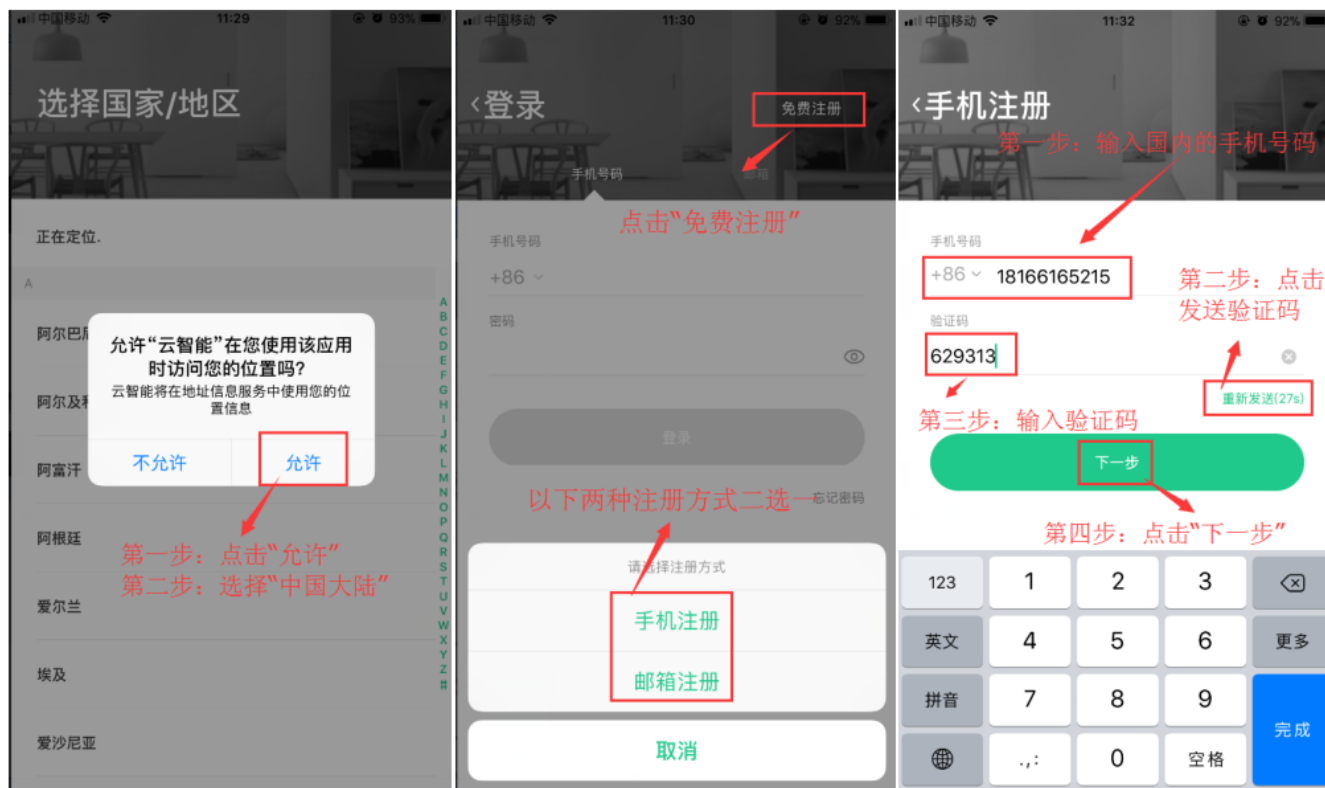 中国移动
11:29
93%
选择国家/地区
正在定位.
A
阿尔巴尼
允许“云智能”在您使用该应用
时访问您的位置吗?
云智能将在地址信息服务中使用您的位
置信息
阿尔及利
不允许
允许
阿富汗
阿根廷
第一步：点击“允许”
第二步：选择“中国大陆”
爱尔兰
埃及
爱沙尼亚
A
B
C
D
E
F
G
H
I
J
K
L
M
N
O
P
Q
R
S
T
U
V
W
X
Y
Z
#
中国移动
11:30
92%
登录
免费注册
手机号码
邮箱
点击“免费注册”
手机号码
+86
密码
登录
以下两种注册方式二选一
忘记密码
请选择注册方式
手机注册
邮箱注册
取消
中国移动
11:32
92%
手机注册
第一步：输入国内的手机号码
手机号码
+86 18166165215
第二步：点击
发送验证码
验证码
629313
重新发送(27s)
第三步：输入验证码
下一步
第四步：点击“下一步”
123 1 2 3
英文 4 5 6 更多
拼音 7 8 9
.,: 0 空格 完成